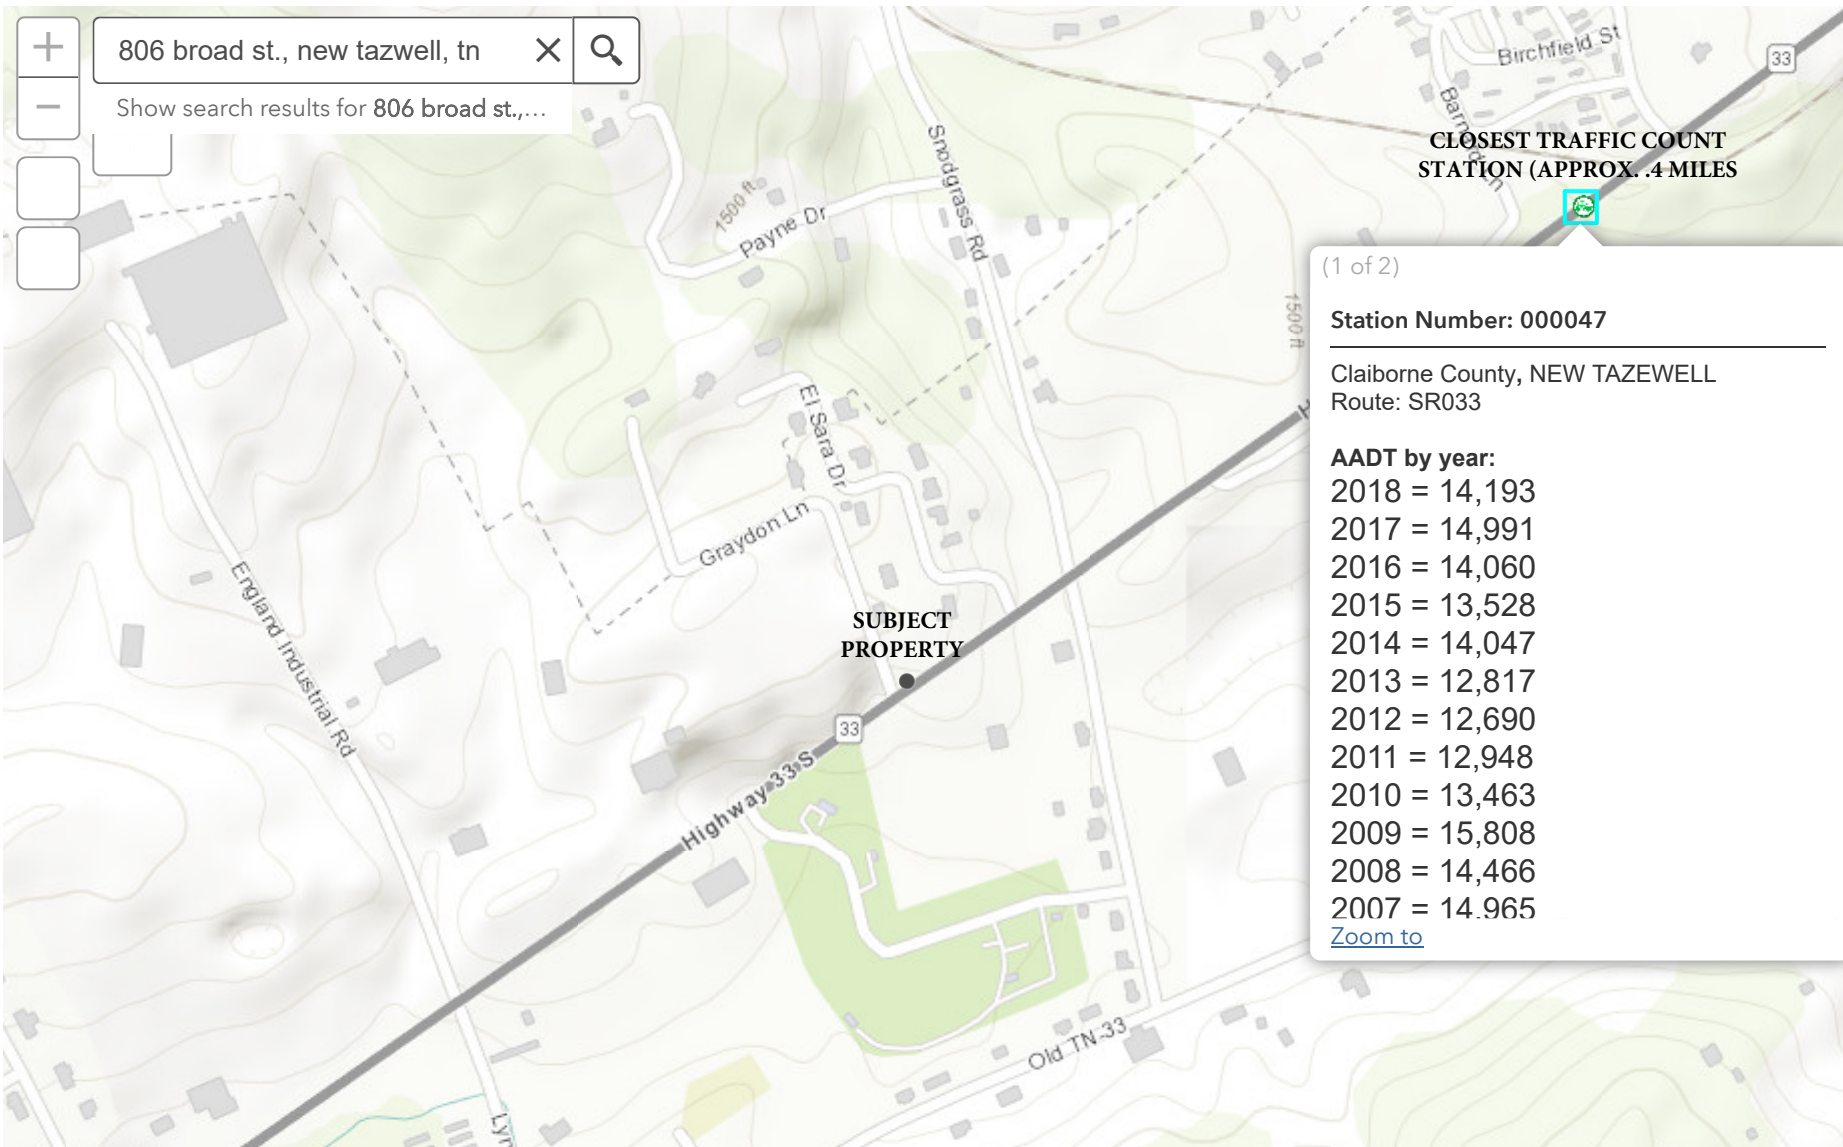 +
806 broad st., new tazwell, tn
−
Show search results for 806 broad st.,...
Birchfield St
33
Barnard Ln
CLOSEST TRAFFIC COUNT
STATION (APPROX. .4 MILES
Snodgrass Rd
1500 ft
Payne Dr
(1 of 2)
Station Number: 000047
Claiborne County, NEW TAZEWELL
Route: SR033
AADT by year:
2018 = 14,193
2017 = 14,991
2016 = 14,060
2015 = 13,528
2014 = 14,047
2013 = 12,817
2012 = 12,690
2011 = 12,948
2010 = 13,463
2009 = 15,808
2008 = 14,466
2007 = 14,965
Zoom to
1500 ft
H
El Sara Dr
Graydon Ln
England Industrial Rd
SUBJECT
PROPERTY
33
Highway 33 S
Old TN-33
Lyn